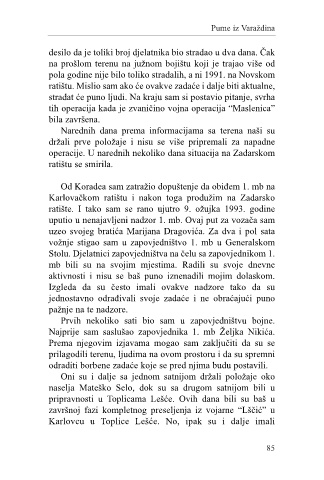 Pume iz Varaždina
desilo da je toliki broj djelatnika bio stradao u dva dana. Čak
na prošlom terenu na južnom bojištu koji je trajao više od
pola godine nije bilo toliko stradalih, a ni 1991. na Novskom
ratištu. Mislio sam ako će ovakve zadaće i dalje biti aktualne,
stradat će puno ljudi. Na kraju sam si postavio pitanje, svrha
tih operacija kada je zvanično vojna operacija “Maslenica”
bila završena.
Narednih dana prema informacijama sa terena naši su
držali prve položaje i nisu se više pripremali za napadne
operacije. U narednih nekoliko dana situacija na Zadarskom
ratištu se smirila.
Od Koradea sam zatražio dopuštenje da obiđem 1. mb na
Karlovačkom ratištu i nakon toga produžim na Zadarsko
ratište. I tako sam se rano ujutro 9. ožujka 1993. godine
uputio u nenavaljeni nadzor 1. mb. Ovaj put za vozača sam
uzeo svojeg bratića Marijana Dragovića. Za dva i pol sata
vožnje stigao sam u zapovjedništvo 1. mb u Generalskom
Stolu. Djelatnici zapovjedništva na čelu sa zapovjednikom 1.
mb bili su na svojim mjestima. Radili su svoje dnevne
aktivnosti i nisu se baš puno iznenadili mojim dolaskom.
Izgleda da su često imali ovakve nadzore tako da su
jednostavno odrađivali svoje zadaće i ne obraćajući puno
pažnje na te nadzore.
Prvih nekoliko sati bio sam u zapovjedništvu bojne.
Najprije sam saslušao zapovjednika 1. mb Željka Nikića.
Prema njegovim izjavama mogao sam zaključiti da su se
prilagodili terenu, ljudima na ovom prostoru i da su spremni
odraditi borbene zadaće koje se pred njima budu postavili.
Oni su i dalje sa jednom satnijom držali položaje oko
naselja Mateško Selo, dok su sa drugom satnijom bili u
pripravnosti u Toplicama Lešće. Ovih dana bili su baš u
završnoj fazi kompletnog preseljenja iz vojarne “Lščić” u
Karlovcu u Toplice Lešće. No, ipak su i dalje imali
85